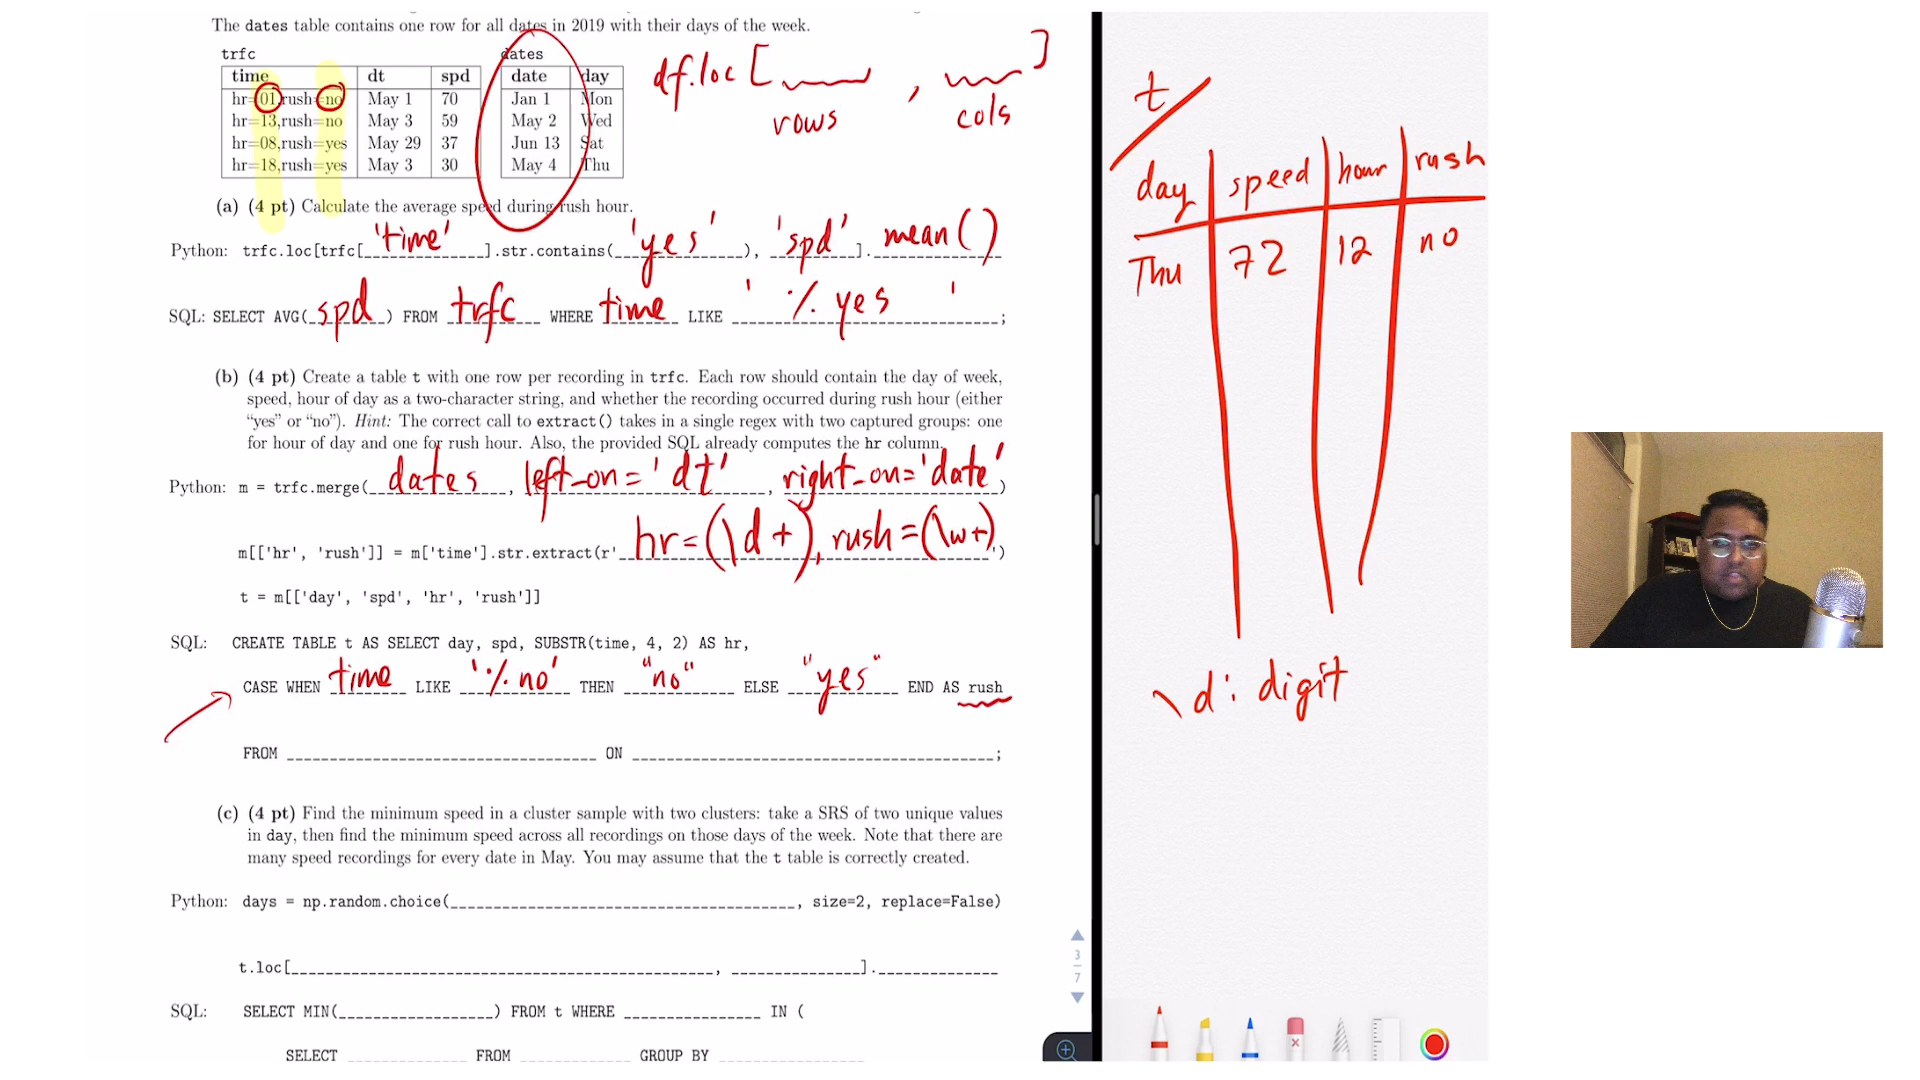 The dates table contains one row for all dates in 2019 with their days of the week.
trfc
dates
time dt spd
hr=01,rush=no May 1 70
hr=13,rush=no May 3 59
hr=08,rush=yes May 29 37
hr=18,rush=yes May 3 30
date day
Jan 1 Mon
May 2 Wed
Jun 13 Sat
May 4 Thu
df.loc [ , ]
rows cols
(a) (4 pt) Calculate the average speed during rush hour.
Python: trfc.loc[trfc['time'].str.contains('yes'), 'spd'].mean()
SQL: SELECT AVG(spd) FROM trfc WHERE time LIKE '%yes';
(b) (4 pt) Create a table t with one row per recording in trfc. Each row should contain the day of week,
speed, hour of day as a two-character string, and whether the recording occurred during rush hour (either
“yes” or “no”). Hint: The correct call to extract() takes in a single regex with two captured groups: one
for hour of day and one for rush hour. Also, the provided SQL already computes the hr column.
Python: m = trfc.merge(dates, left_on='dt', right_on='date')
m[['hr', 'rush']] = m['time'].str.extract(r'hr=(\d+),rush=(\w+)')
t = m[['day', 'spd', 'hr', 'rush']]
SQL: CREATE TABLE t AS SELECT day, spd, SUBSTR(time, 4, 2) AS hr,
CASE WHEN time LIKE '%no' THEN "no" ELSE "yes" END AS rush
FROM ____ ON ____;
(c) (4 pt) Find the minimum speed in a cluster sample with two clusters: take a SRS of two unique values
in day, then find the minimum speed across all recordings on those days of the week. Note that there are
many speed recordings for every date in May. You may assume that the t table is correctly created.
Python: days = np.random.choice(____, size=2, replace=False)
t.loc[____, ____].____
SQL: SELECT MIN(____) FROM t WHERE ____ IN (
SELECT ____ FROM ____ GROUP BY ____
t
day speed hour rush
Thu 72 12 no
\d: digit
3
7